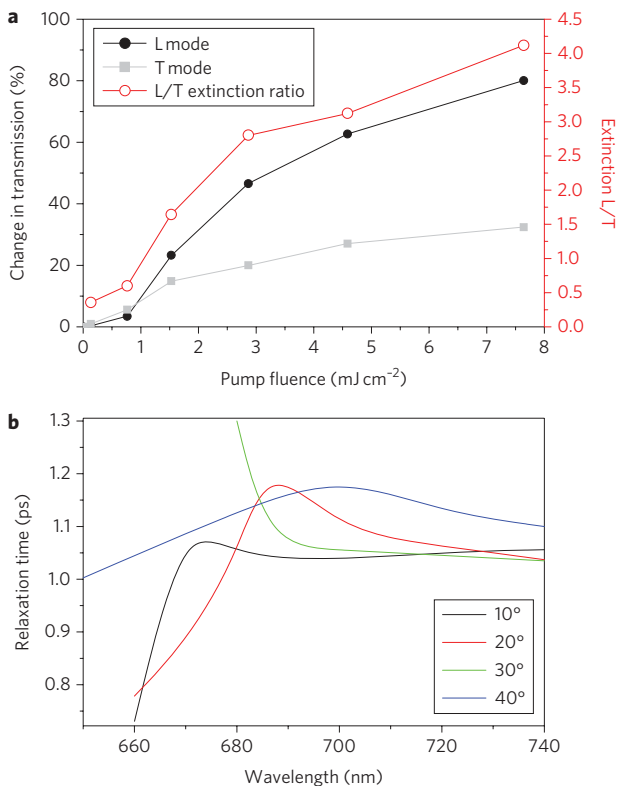 a
100
80
60
40
20
0
Change in transmission (%)
L mode
T mode
L/T extinction ratio
4.5
4.0
3.5
3.0
2.5
2.0
1.5
1.0
0.5
0.0
Extinction L/T
0 1 2 3 4 5 6 7 8
Pump fluence (mJ cm⁻²)
b
1.3
1.2
1.1
1.0
0.9
0.8
Relaxation time (ps)
10°
20°
30°
40°
660 680 700 720 740
Wavelength (nm)